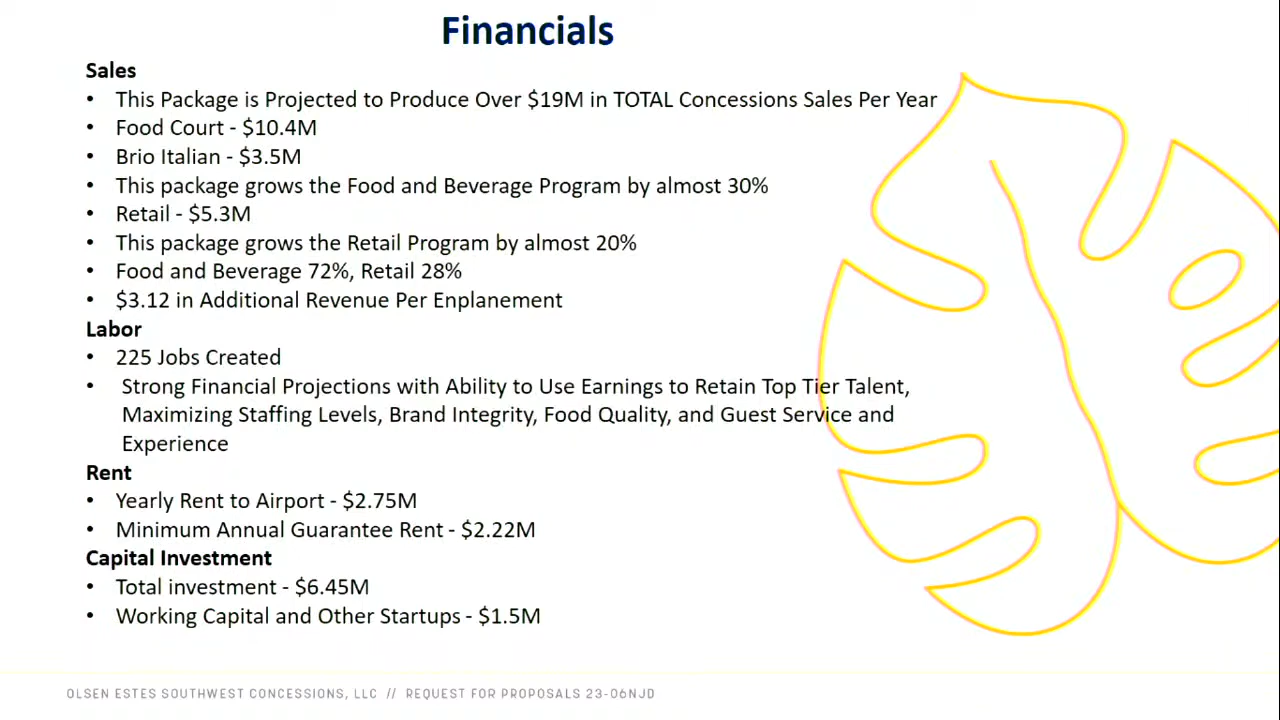 Financials
Sales
• This Package is Projected to Produce Over $19M in TOTAL Concessions Sales Per Year
• Food Court - $10.4M
• Brio Italian - $3.5M
• This package grows the Food and Beverage Program by almost 30%
• Retail - $5.3M
• This package grows the Retail Program by almost 20%
• Food and Beverage 72%, Retail 28%
• $3.12 in Additional Revenue Per Enplanement
Labor
• 225 Jobs Created
• Strong Financial Projections with Ability to Use Earnings to Retain Top Tier Talent,
Maximizing Staffing Levels, Brand Integrity, Food Quality, and Guest Service and
Experience
Rent
• Yearly Rent to Airport - $2.75M
• Minimum Annual Guarantee Rent - $2.22M
Capital Investment
• Total investment - $6.45M
• Working Capital and Other Startups - $1.5M
OLSEN ESTES SOUTHWEST CONCESSIONS, LLC // REQUEST FOR PROPOSALS 23-06NJD